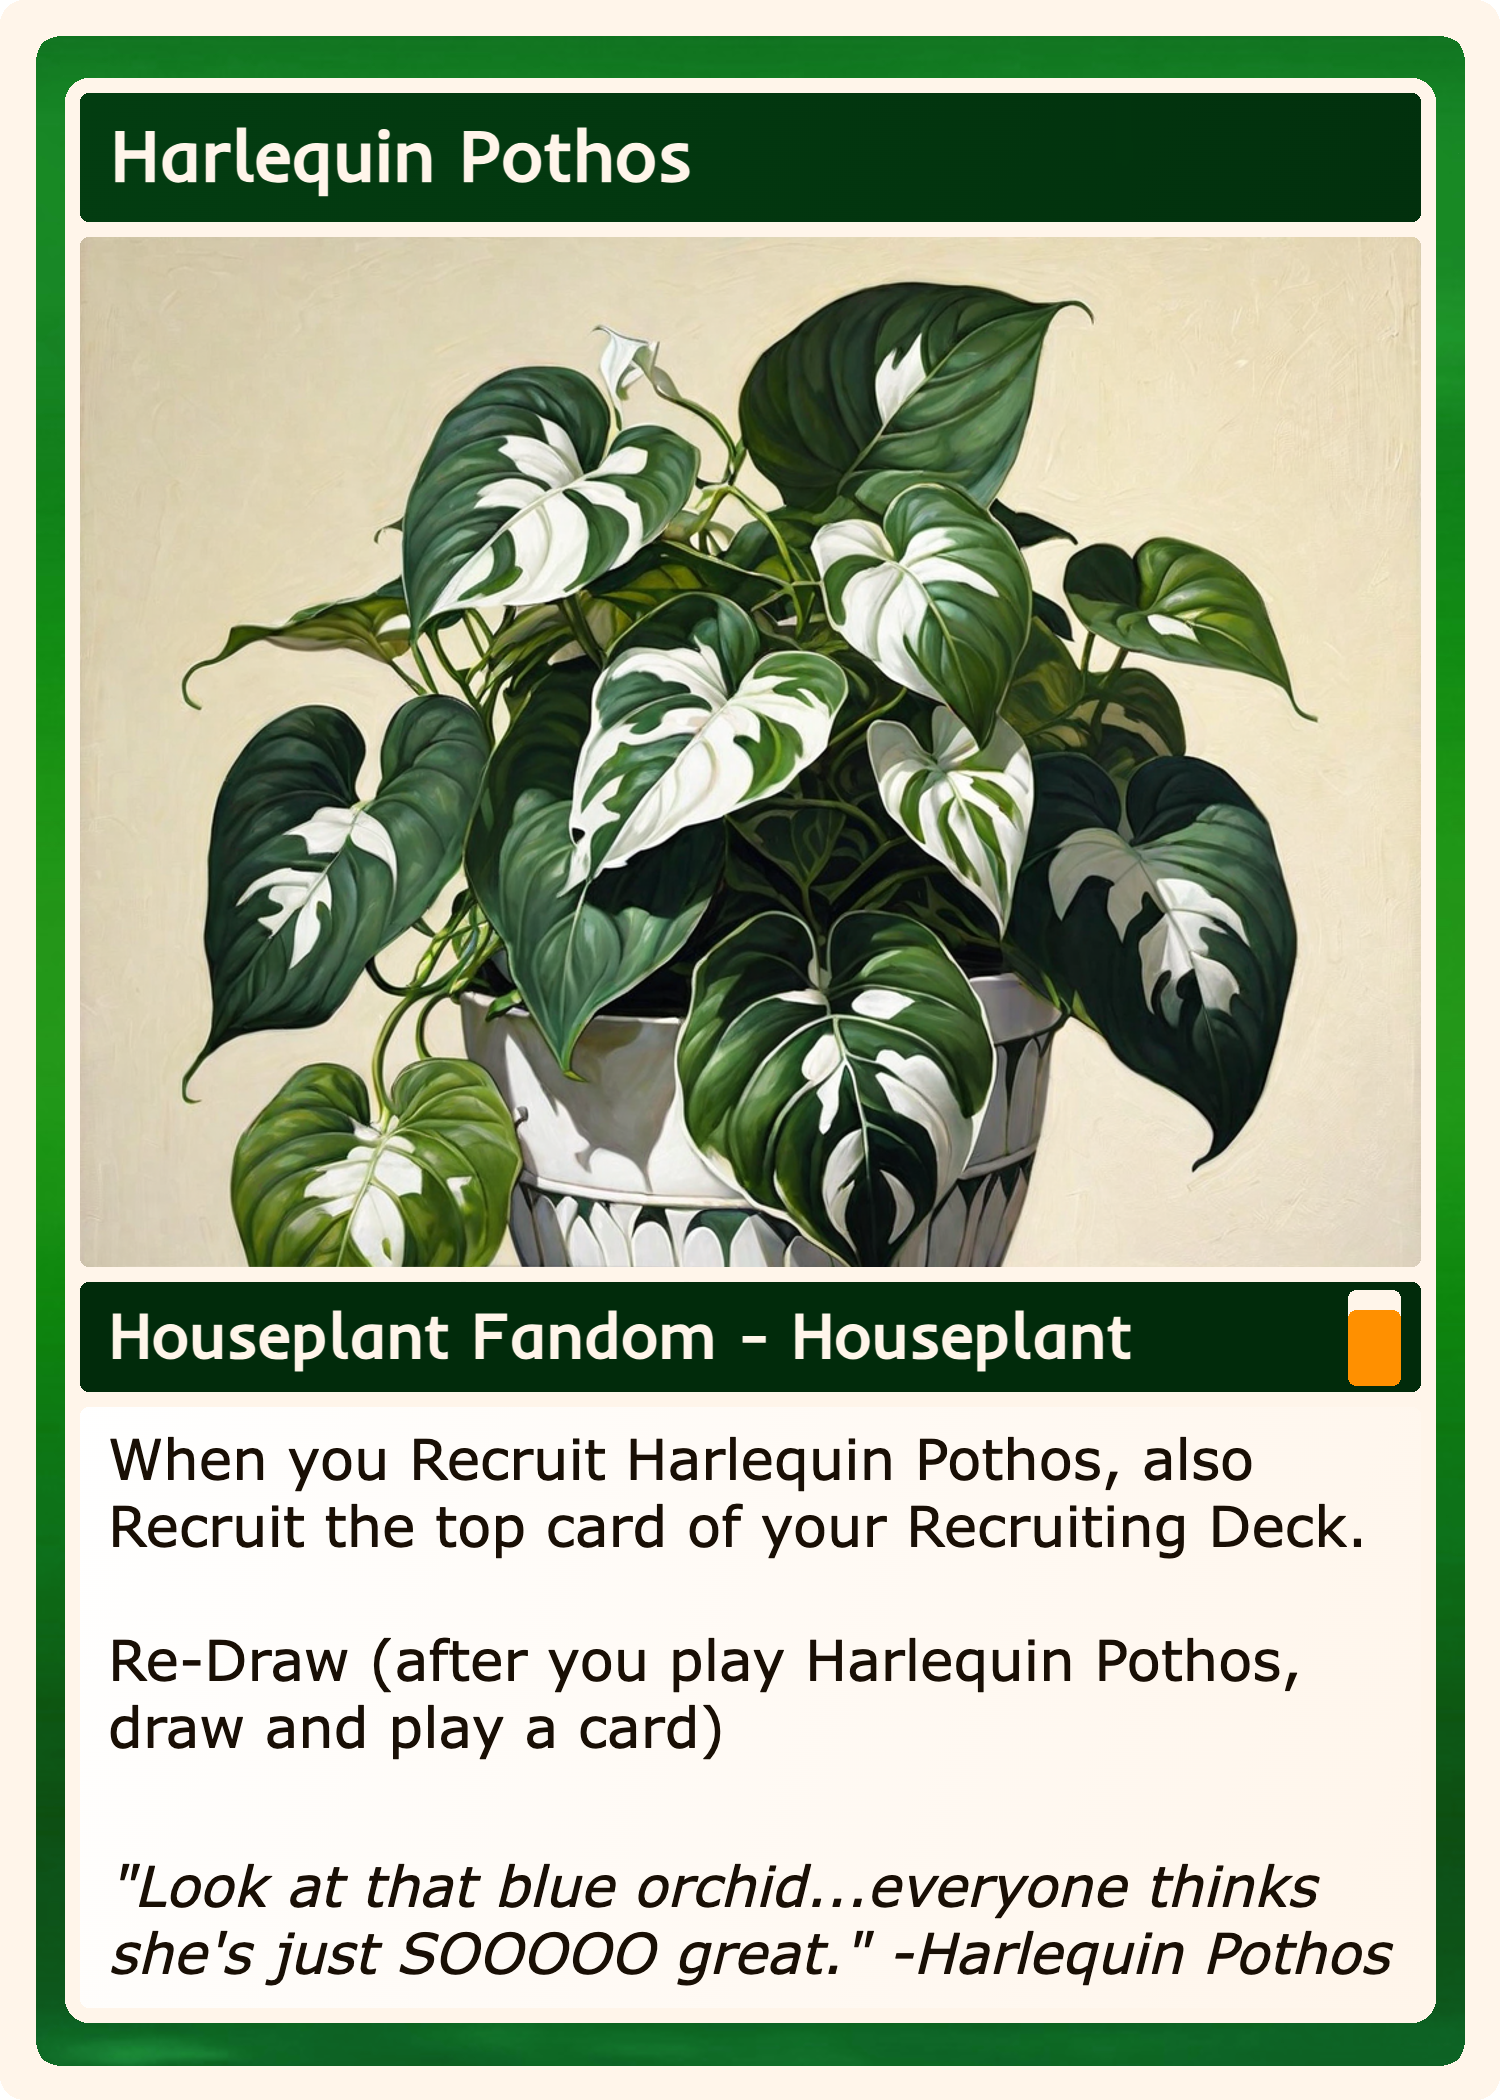 Harlequin Pothos
Houseplant Fandom - Houseplant
When you Recruit Harlequin Pothos, also
Recruit the top card of your Recruiting Deck.
Re-Draw (after you play Harlequin Pothos,
draw and play a card)
"Look at that blue orchid...everyone thinks
she's just SOOOOO great." -Harlequin Pothos